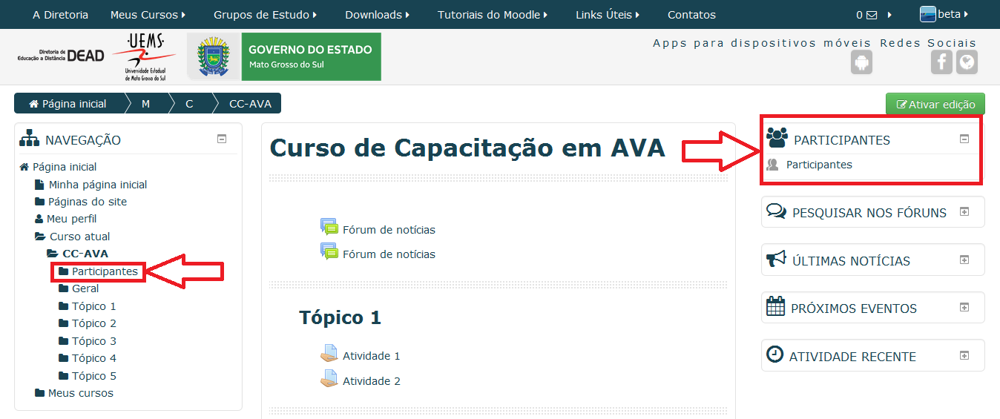 A Diretoria Meus Cursos Grupos de Estudo Downloads Tutoriais do Moodle Links Úteis Contatos 0 beta
Diretoria de
Educação a Distância DEAD
UEMS
Universidade Estadual
de Mato Grosso do Sul
GOVERNO DO ESTADO
Mato Grosso do Sul
Apps para dispositivos móveis Redes Sociais
Página inicial M C CC-AVA
Ativar edição
NAVEGAÇÃO
Página inicial
Minha página inicial
Páginas do site
Meu perfil
Curso atual
CC-AVA
Participantes
Geral
Tópico 1
Tópico 2
Tópico 3
Tópico 4
Tópico 5
Meus cursos
Curso de Capacitação em AVA
Fórum de notícias
Fórum de notícias
Tópico 1
Atividade 1
Atividade 2
PARTICIPANTES
Participantes
PESQUISAR NOS FÓRUNS
ÚLTIMAS NOTÍCIAS
PRÓXIMOS EVENTOS
ATIVIDADE RECENTE